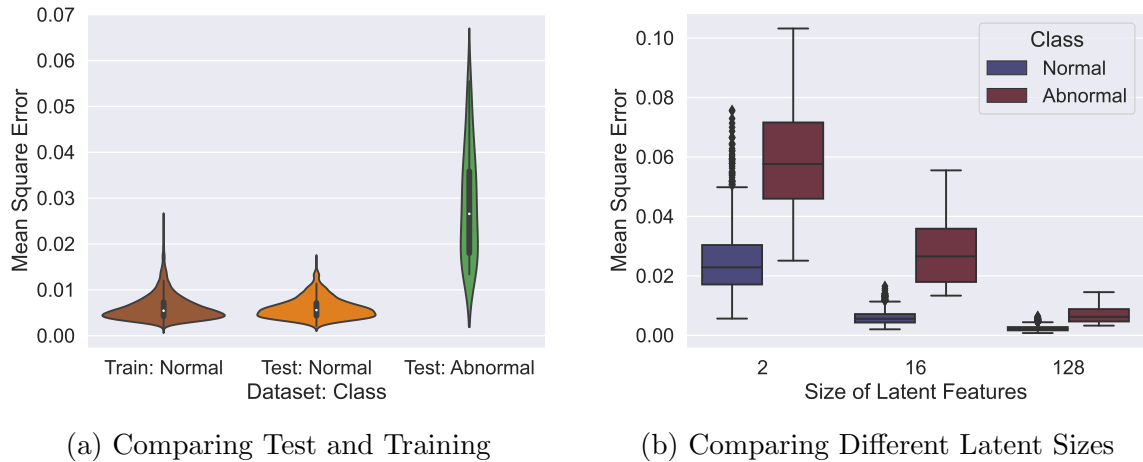 0.07
0.06
0.05
0.04
0.03
0.02
0.01
0.00
Mean Square Error
Train: Normal Test: Normal Test: Abnormal
Dataset: Class
(a) Comparing Test and Training
0.10
0.08
0.06
0.04
0.02
0.00
Mean Square Error
Class
Normal
Abnormal
2 16 128
Size of Latent Features
(b) Comparing Different Latent Sizes